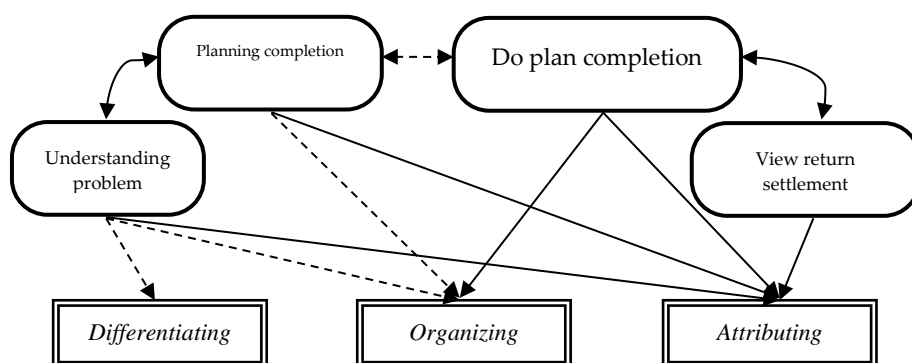 Planning completion
Do plan completion
Understanding
problem
View return
settlement
Differentiating
Organizing
Attributing